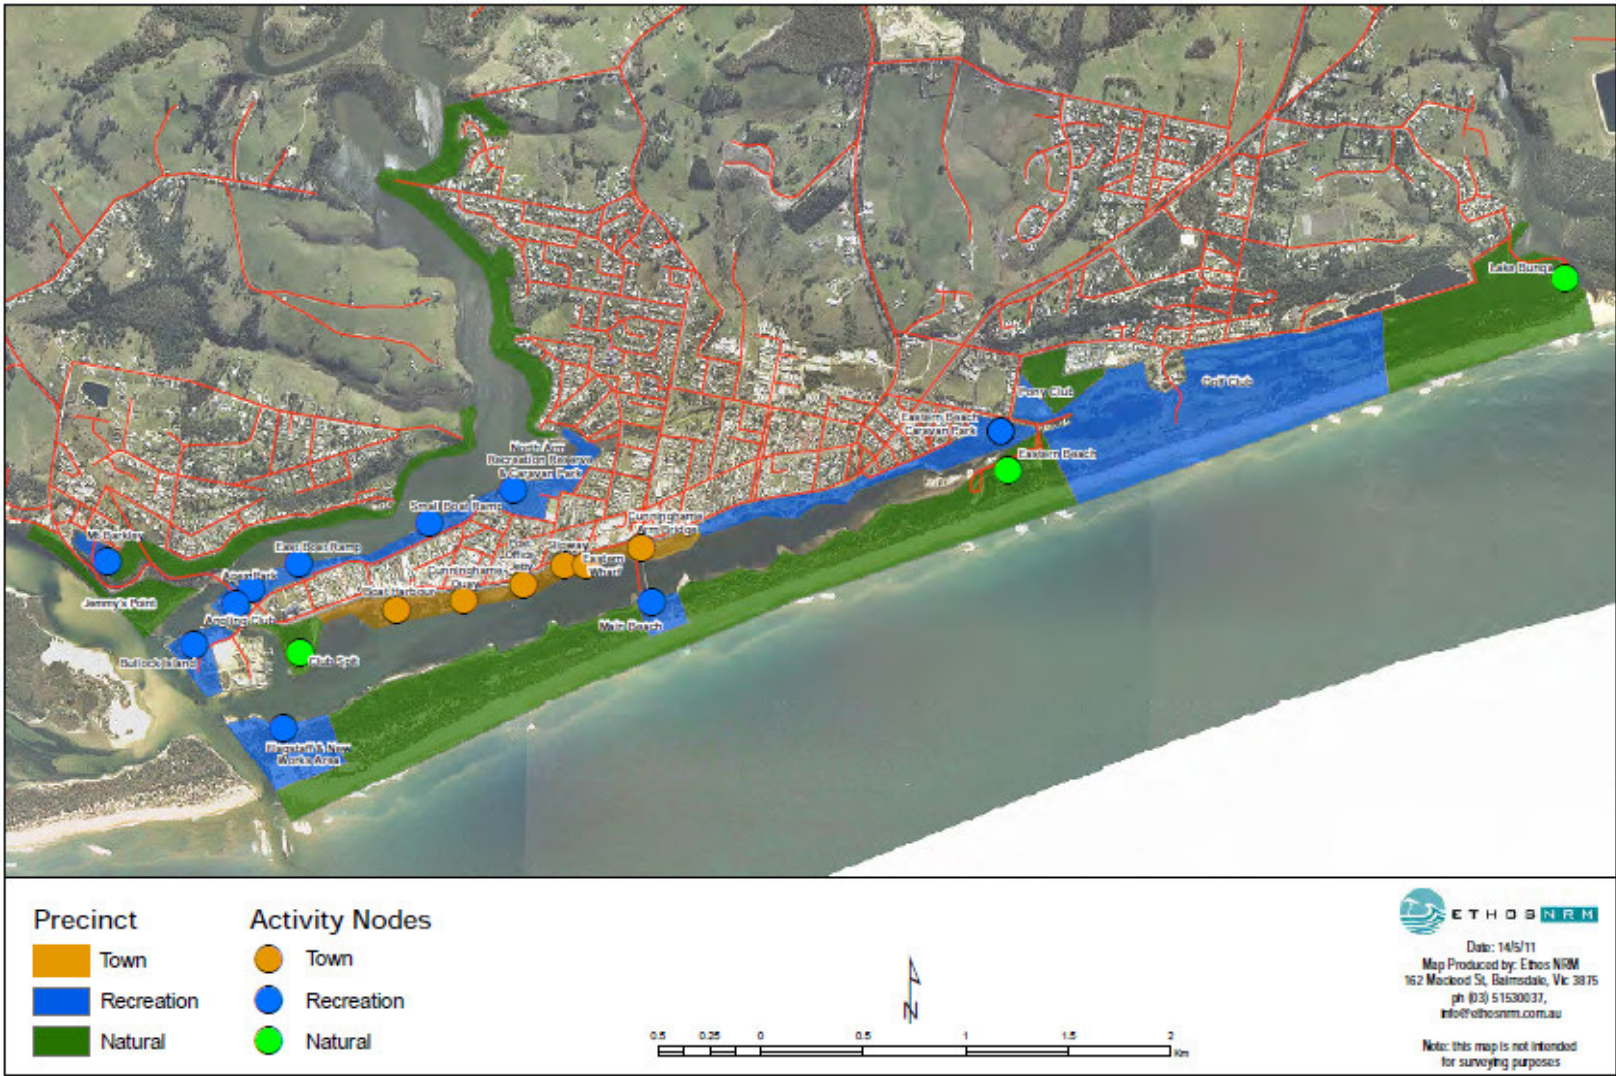 Lake Bunga
Golf Club
Pony Club
Eastern Beach
Caravan Park
Eastern Beach
North Arm
Recreation Reserve
& Caravan Park
Small Boat Ramp
Cunninghame
Arm Bridge
Mt Barkley
East Boat Ramp
Post
Office
Jetty
Slipway
Eastern
Wharf
Apex Park
Cunninghame
Quay
Boat Harbour
Jemmy's Point
Angling Club
Main Beach
Bullock Island
Club Spit
Flagstaff & New
Works Area
Precinct
Town
Recreation
Natural
Activity Nodes
Town
Recreation
Natural
N
0.5 0.25 0 0.5 1 1.5 2
Km
ETHOS NRM
Date: 14/5/11
Map Produced by: Ethos NRM
162 Macleod St, Bairnsdale, Vic 3875
ph (03) 51530037,
info@ethosnrm.com.au
Note: this map is not intended
for surveying purposes